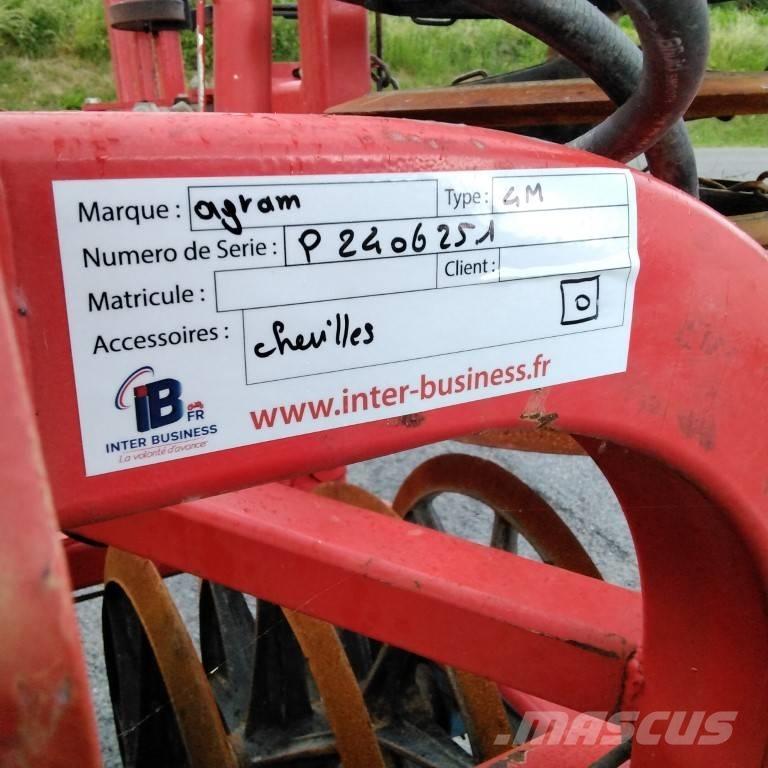 Marque : agram Type : 4M
Numero de Serie : P 2406251
Matricule : Client :
Accessoires : chevilles 0
iB FR
INTER BUSINESS
La volonté d'avancer
www.inter-business.fr
MASCUS